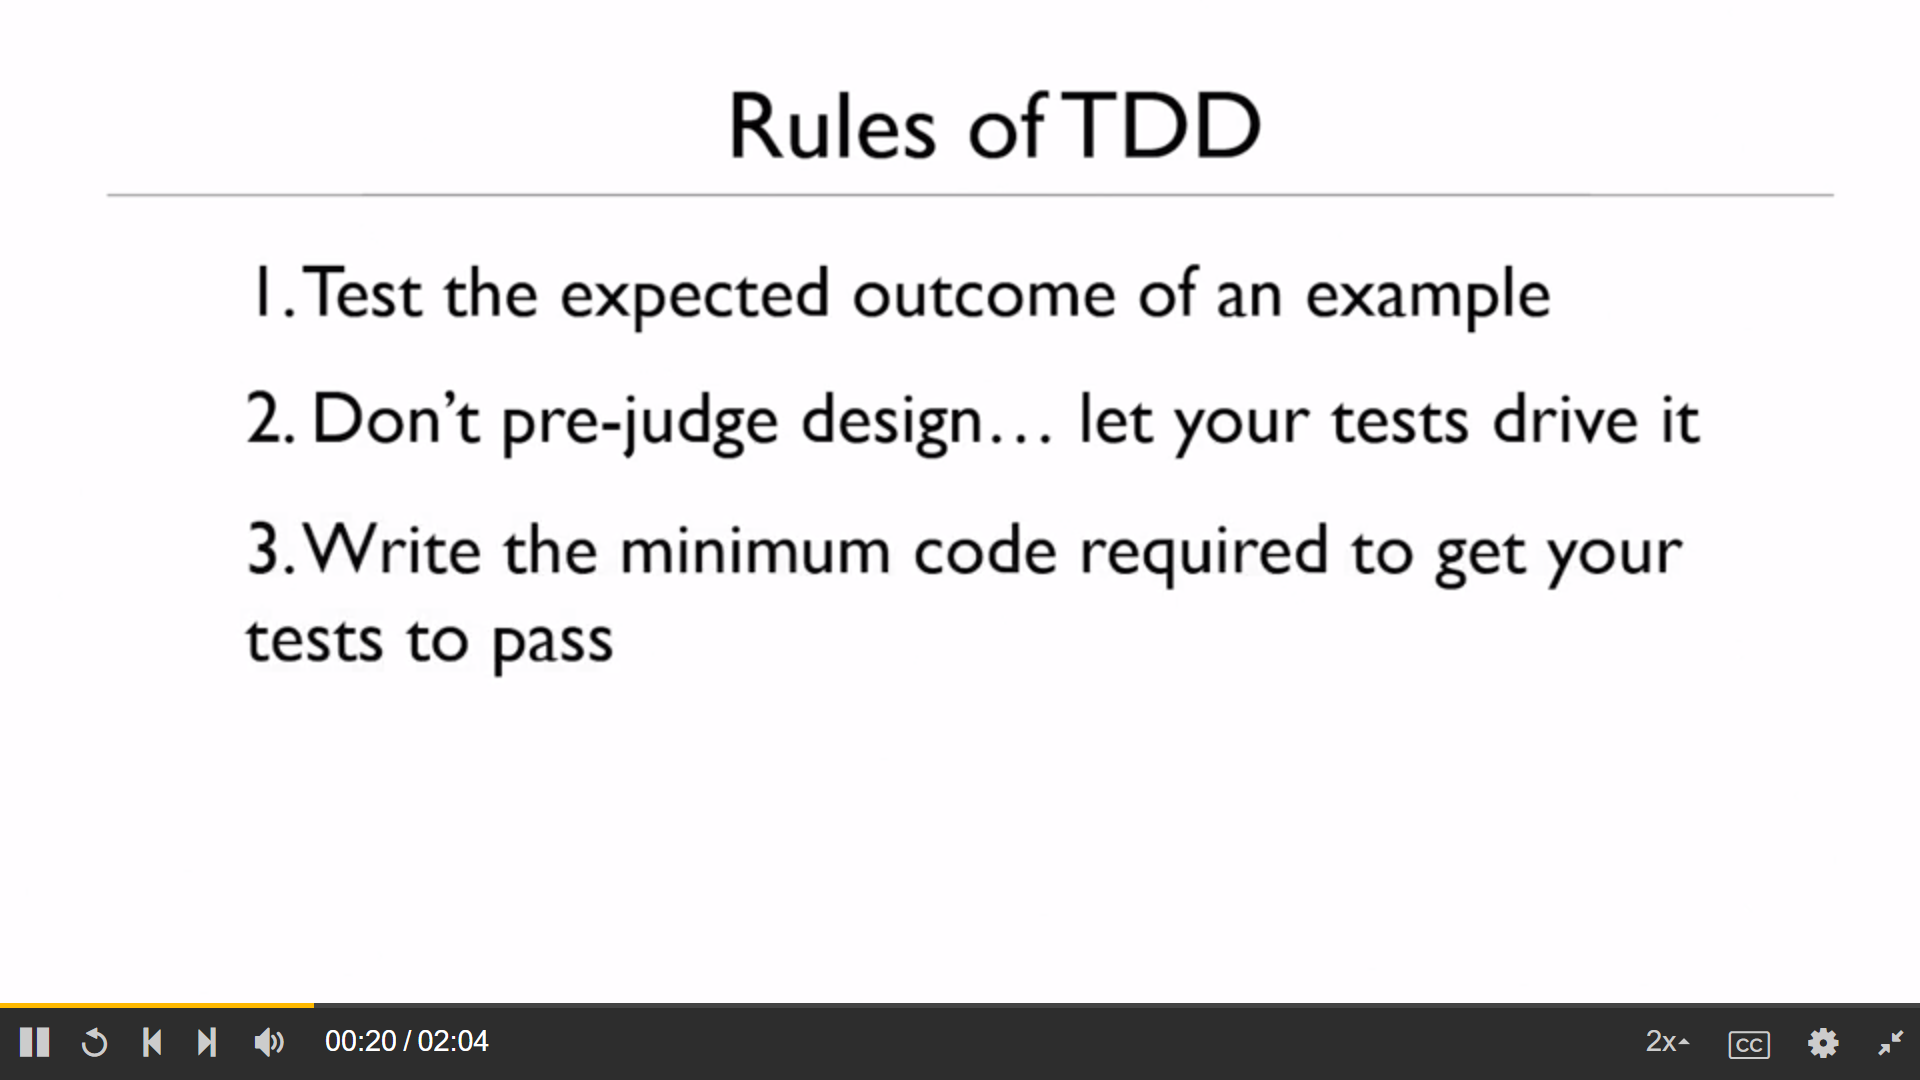 Rules of TDD
1. Test the expected outcome of an example
2. Don’t pre-judge design… let your tests drive it
3. Write the minimum code required to get your
tests to pass
00:20 / 02:04
2x
CC